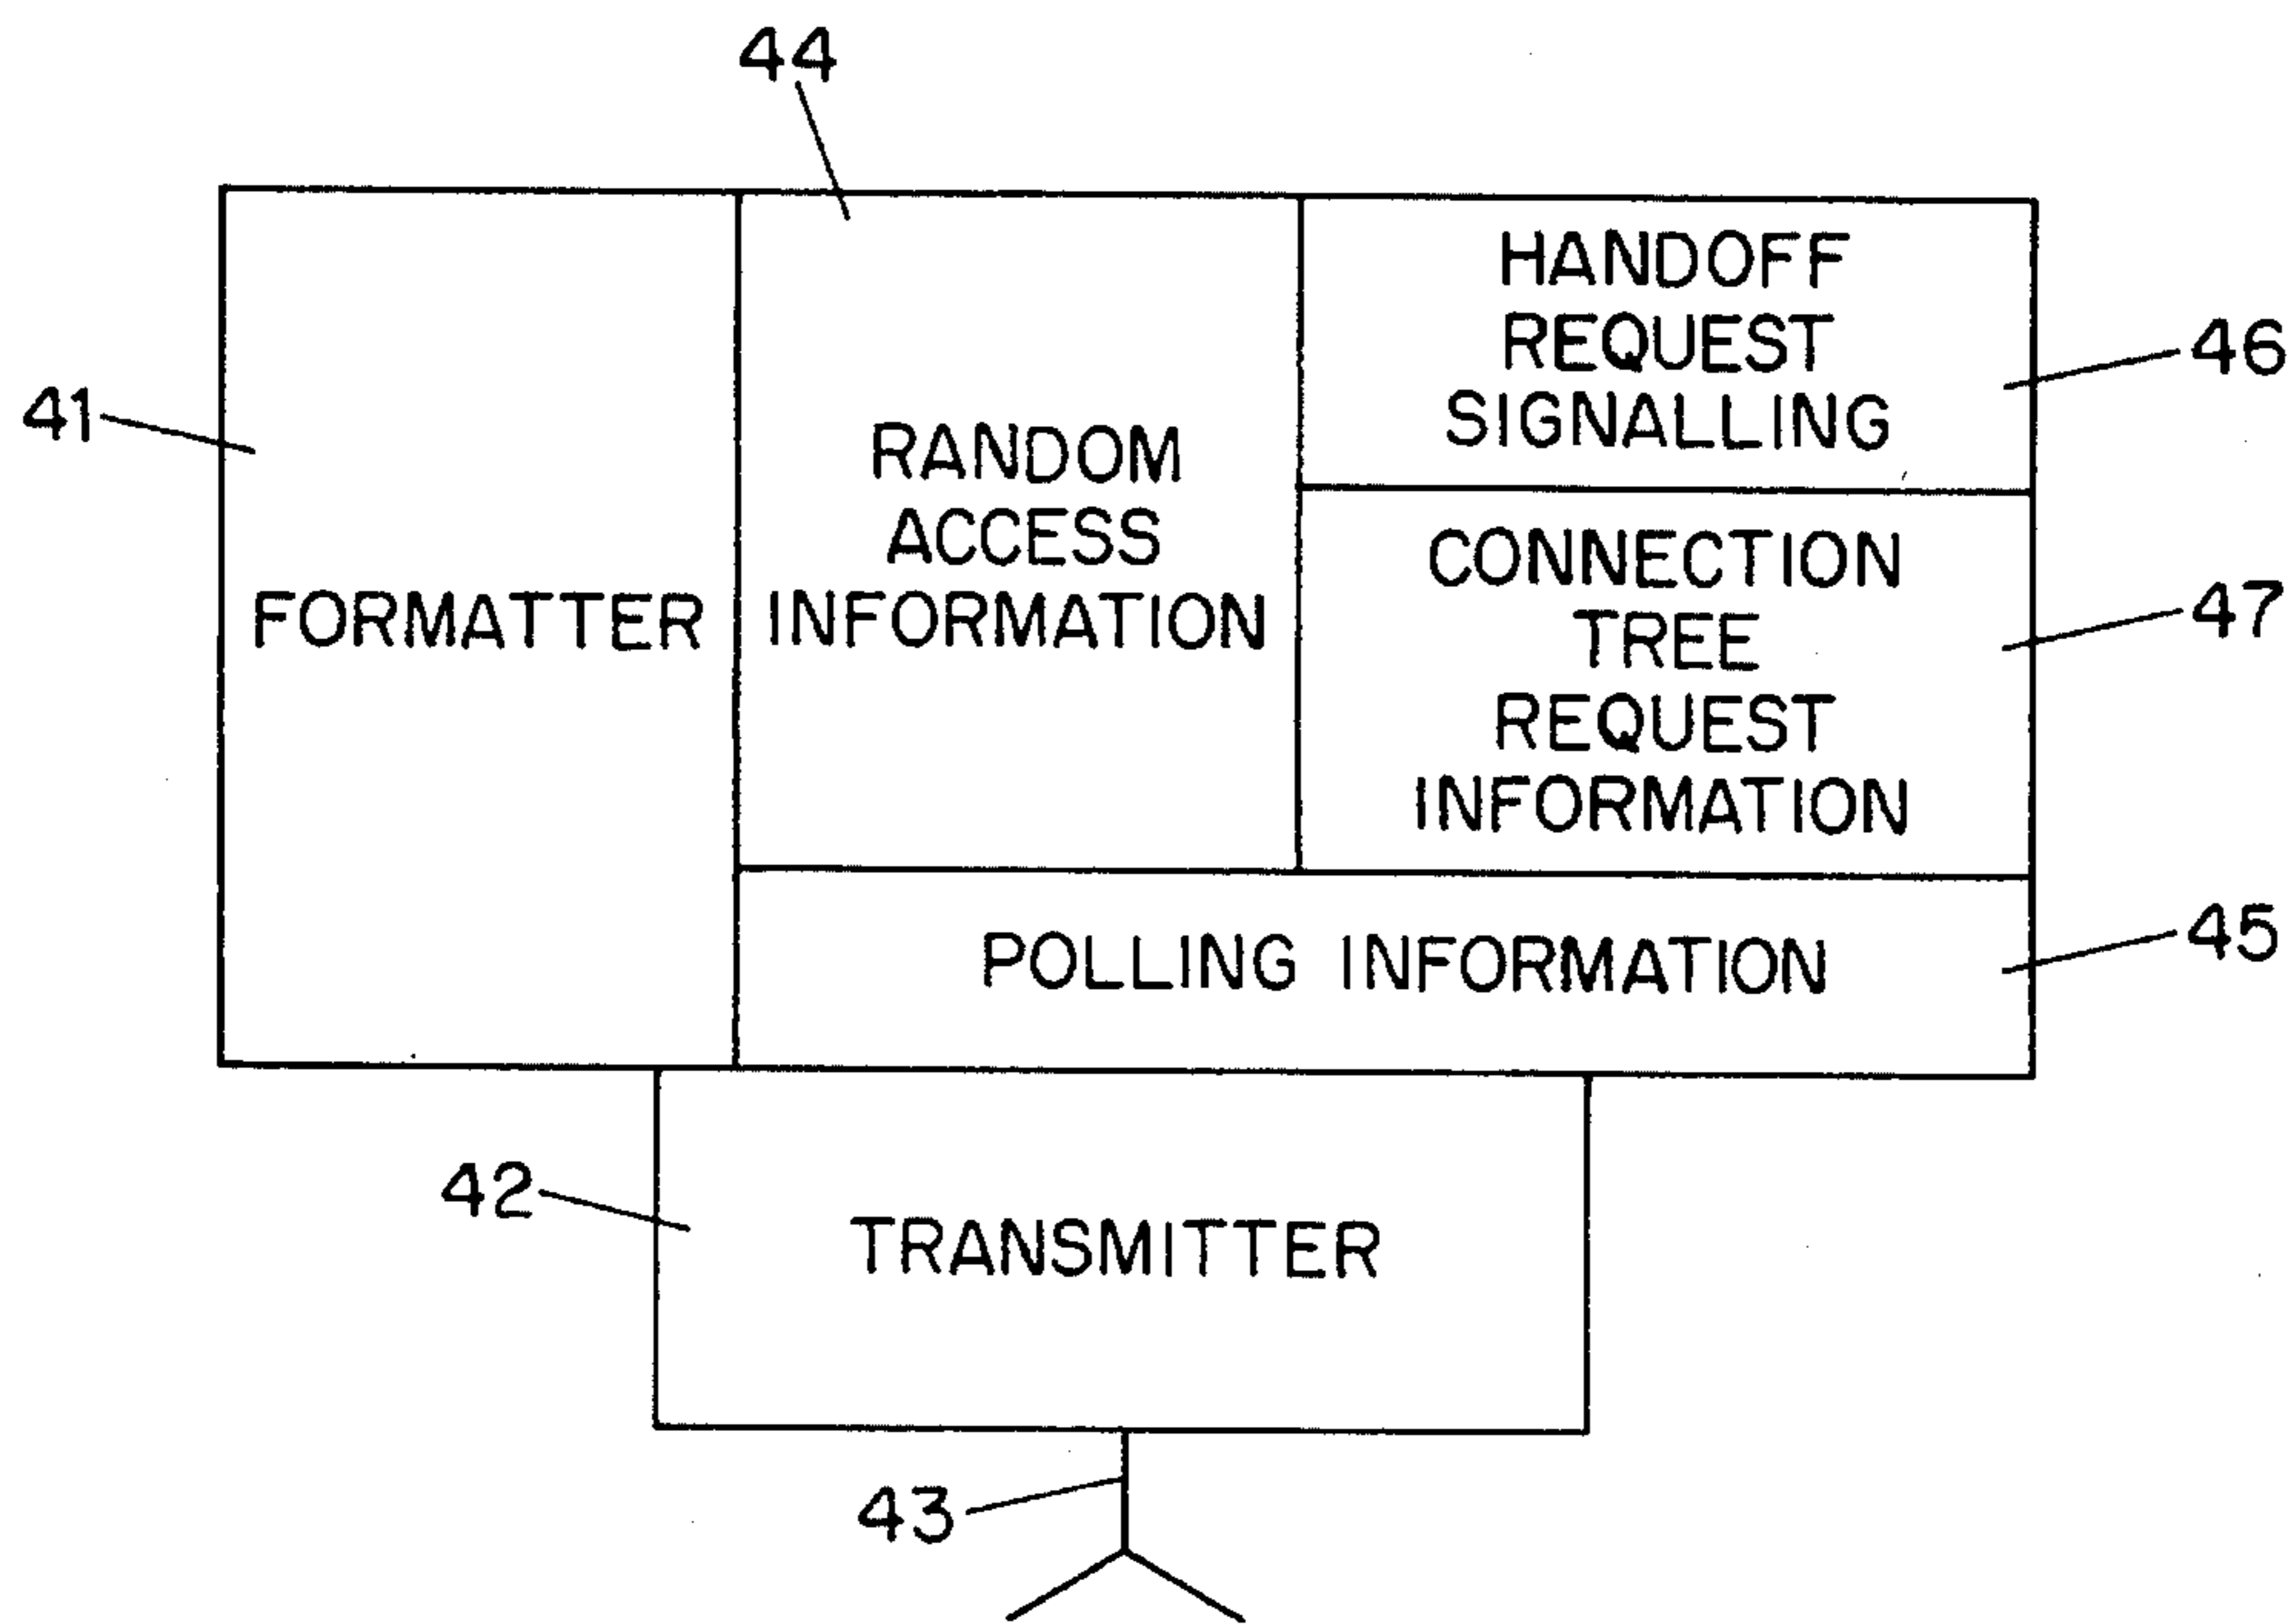 44
HANDOFF
REQUEST
SIGNALLING
46
41
RANDOM
ACCESS
INFORMATION
CONNECTION
TREE
REQUEST
INFORMATION
47
FORMATTER
POLLING INFORMATION
45
42
TRANSMITTER
43